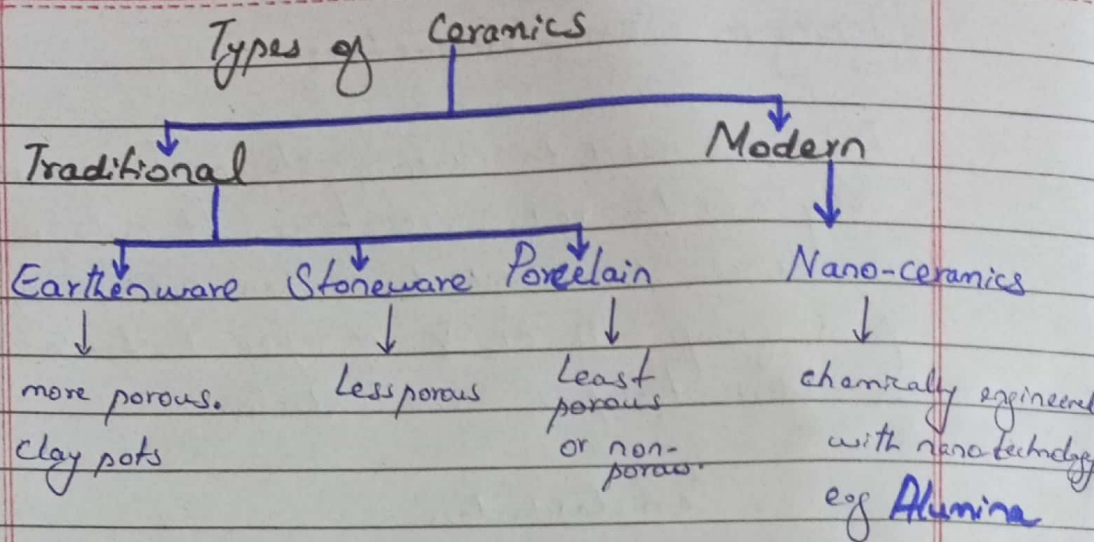 Types of Ceramics
Traditional Modern
Earthenware Stoneware Porcelain Nano-ceramics
more porous. Less porous Least porous or non-porous. chemically engineered
clay pots with nanotechnology
eg Alumina